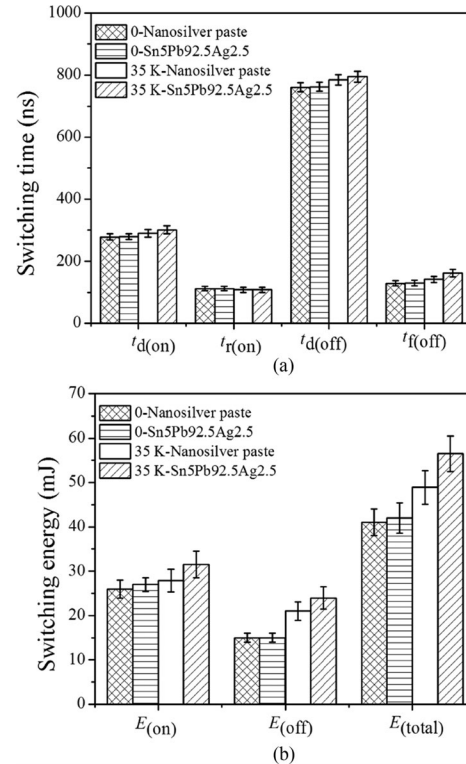 1000
800
600
400
200
0
Switching time (ns)
0-Nanosilver paste
0-Sn5Pb92.5Ag2.5
35 K-Nanosilver paste
35 K-Sn5Pb92.5Ag2.5
td(on) tr(on) td(off) tf(off)
(a)
70
60
50
40
30
20
10
0
Switching energy (mJ)
0-Nanosilver paste
0-Sn5Pb92.5Ag2.5
35 K-Nanosilver paste
35 K-Sn5Pb92.5Ag2.5
E(on) E(off) E(total)
(b)